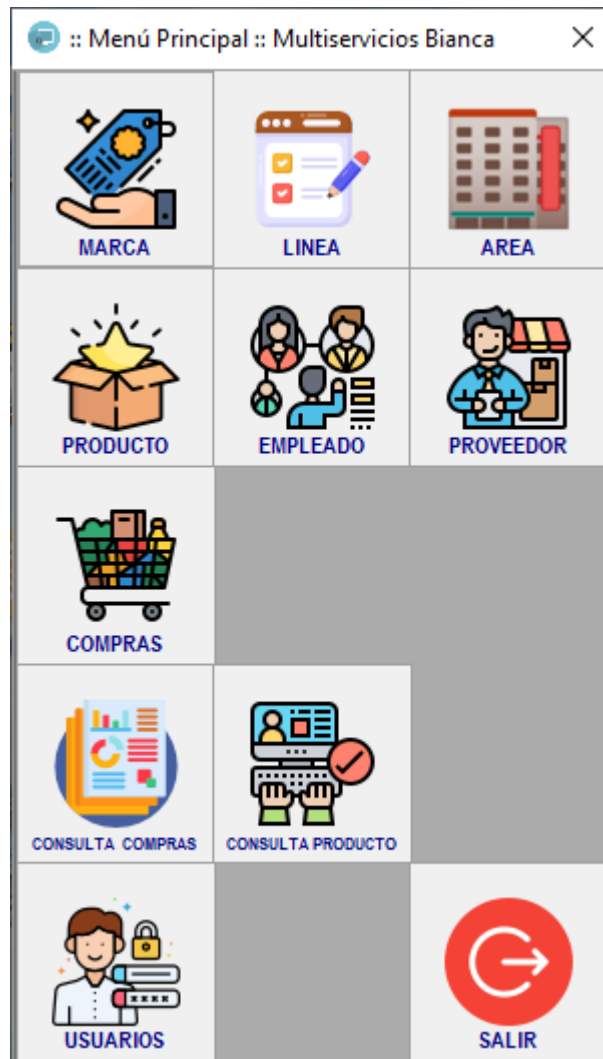 :: Menú Principal :: Multiservicios Bianca
MARCA
LINEA
AREA
PRODUCTO
EMPLEADO
PROVEEDOR
COMPRAS
CONSULTA COMPRAS
CONSULTA PRODUCTO
USUARIOS
SALIR